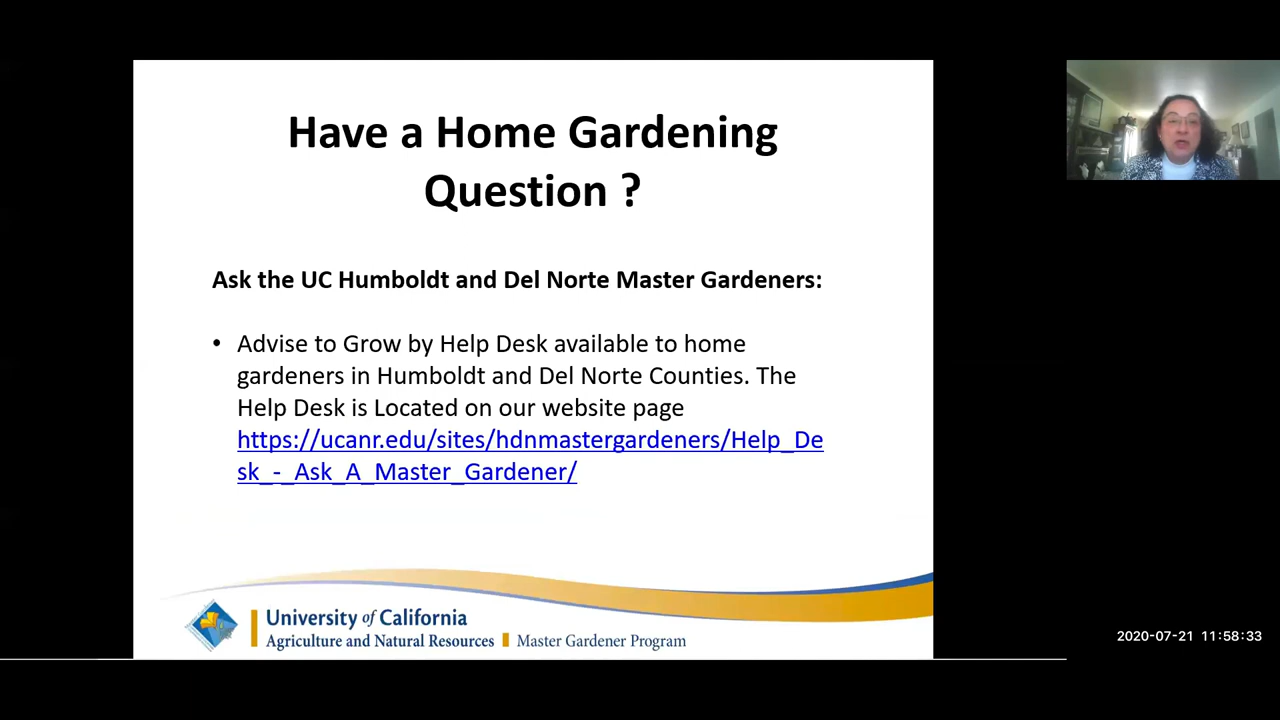 Have a Home Gardening
Question ?
Ask the UC Humboldt and Del Norte Master Gardeners:
• Advise to Grow by Help Desk available to home
gardeners in Humboldt and Del Norte Counties. The
Help Desk is Located on our website page
https://ucanr.edu/sites/hdnmastergardeners/Help_De
sk_-_Ask_A_Master_Gardener/
University of California
Agriculture and Natural Resources Master Gardener Program
2020-07-21 11:58:33